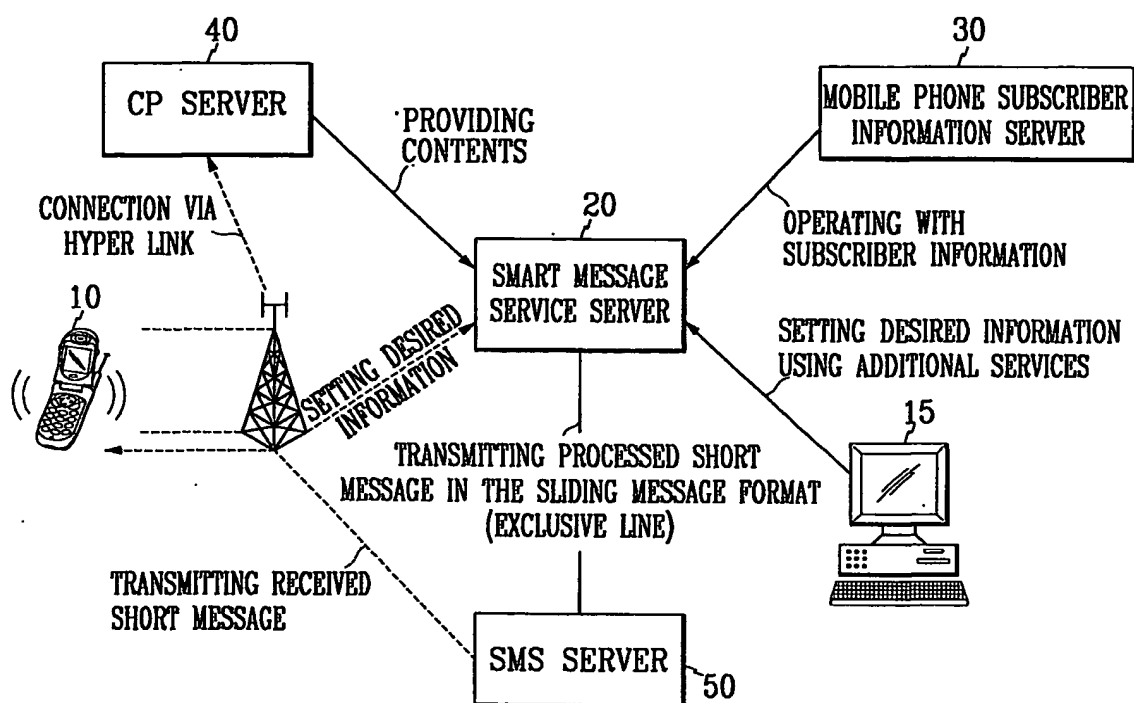 40
CP SERVER
30
MOBILE PHONE SUBSCRIBER
INFORMATION SERVER
PROVIDING
CONTENTS
CONNECTION VIA
HYPER LINK
20
SMART MESSAGE
SERVICE SERVER
OPERATING WITH
SUBSCRIBER INFORMATION
10
SETTING DESIRED
INFORMATION
SETTING DESIRED INFORMATION
USING ADDITIONAL SERVICES
15
TRANSMITTING PROCESSED SHORT
MESSAGE IN THE SLIDING MESSAGE FORMAT
(EXCLUSIVE LINE)
TRANSMITTING RECEIVED
SHORT MESSAGE
SMS SERVER
50